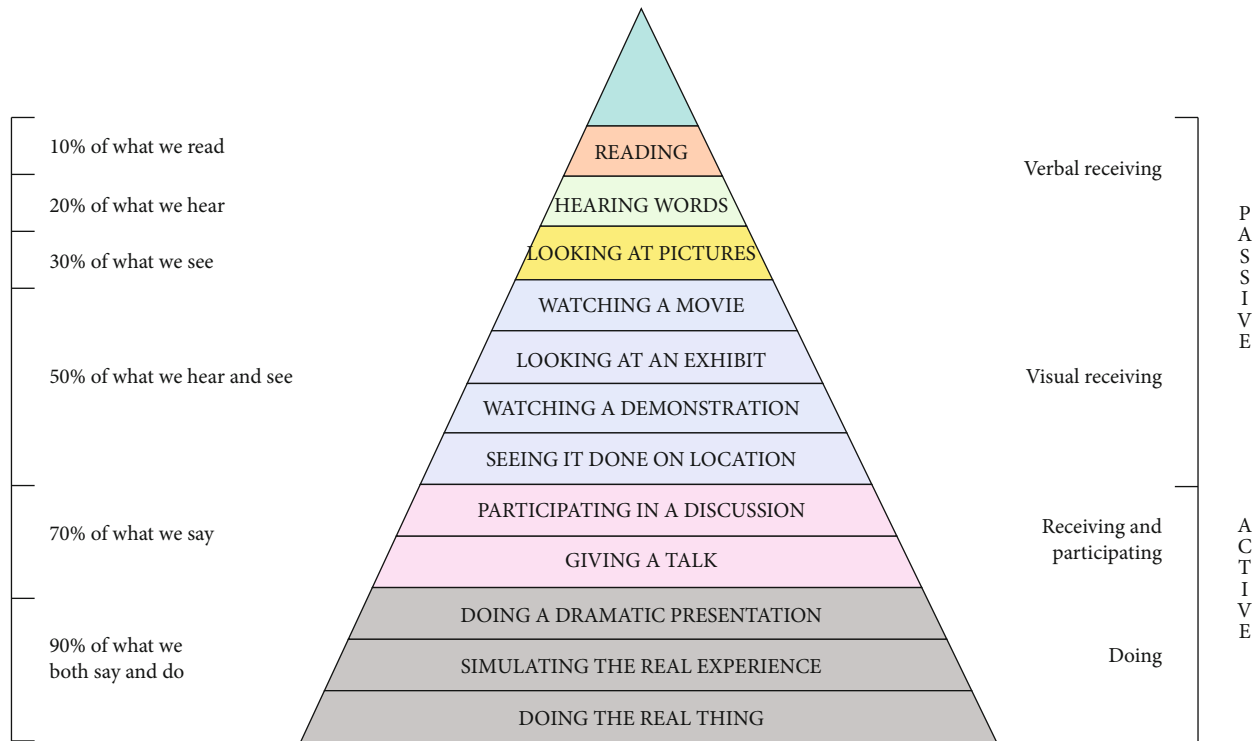 10% of what we read
20% of what we hear
30% of what we see
50% of what we hear and see
70% of what we say
90% of what we
both say and do
READING
HEARING WORDS
LOOKING AT PICTURES
WATCHING A MOVIE
LOOKING AT AN EXHIBIT
WATCHING A DEMONSTRATION
SEEING IT DONE ON LOCATION
PARTICIPATING IN A DISCUSSION
GIVING A TALK
DOING A DRAMATIC PRESENTATION
SIMULATING THE REAL EXPERIENCE
DOING THE REAL THING
Verbal receiving
Visual receiving
Receiving and
participating
Doing
PASSIVE
ACTIVE